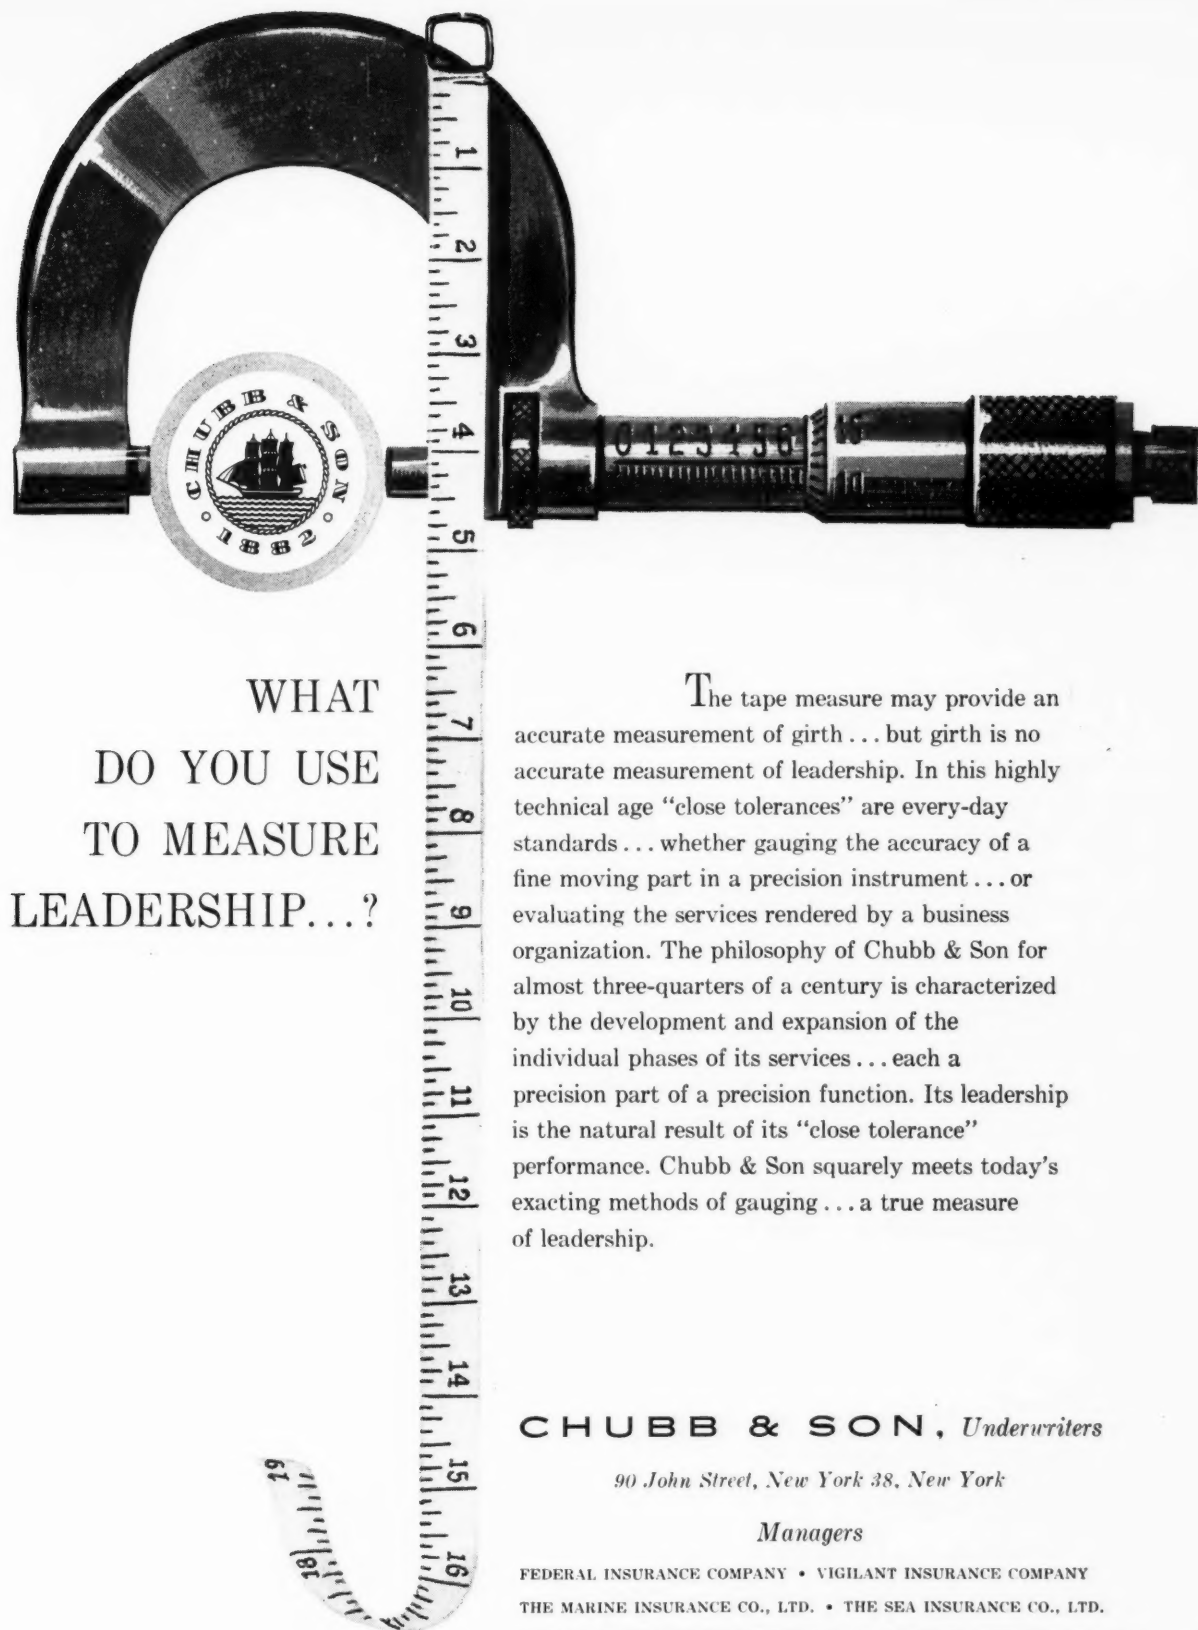 CHUBB & SON
1882
0 1 2 3 4 5 6
15
1
2
3
4
5
6
7
8
9
10
11
12
13
14
15
16
18
19
WHAT
DO YOU USE
TO MEASURE
LEADERSHIP...?
The tape measure may provide an
accurate measurement of girth...but girth is no
accurate measurement of leadership. In this highly
technical age “close tolerances” are every-day
standards...whether gauging the accuracy of a
fine moving part in a precision instrument...or
evaluating the services rendered by a business
organization. The philosophy of Chubb & Son for
almost three-quarters of a century is characterized
by the development and expansion of the
individual phases of its services...each a
precision part of a precision function. Its leadership
is the natural result of its “close tolerance”
performance. Chubb & Son squarely meets today’s
exacting methods of gauging...a true measure
of leadership.
CHUBB & SON, Underwriters
90 John Street, New York 38, New York
Managers
FEDERAL INSURANCE COMPANY • VIGILANT INSURANCE COMPANY
THE MARINE INSURANCE CO., LTD. • THE SEA INSURANCE CO., LTD.